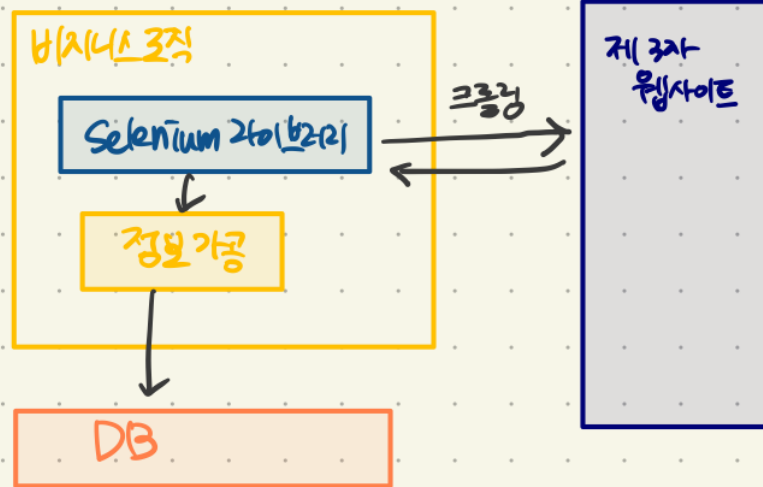 비지니스 로직
Selenium 라이브러리
정보 가공
DB
크롤링
제 3자
웹사이트